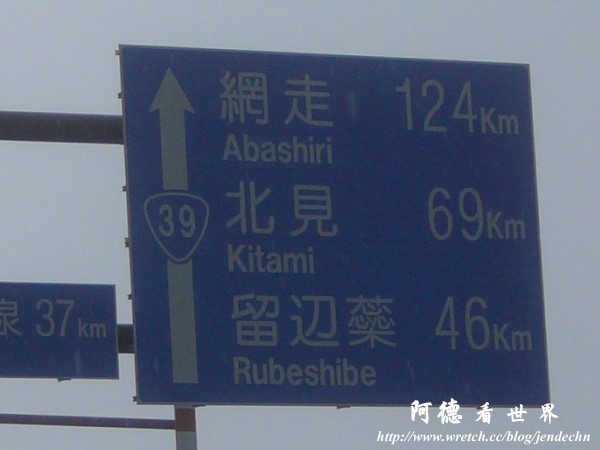 網走 124Km
Abashiri
39
北見 69Km
Kitami
留辺蘂 46Km
Rubeshibe
37km
阿德看世界
http://www.wretch.cc/blog/jendechn